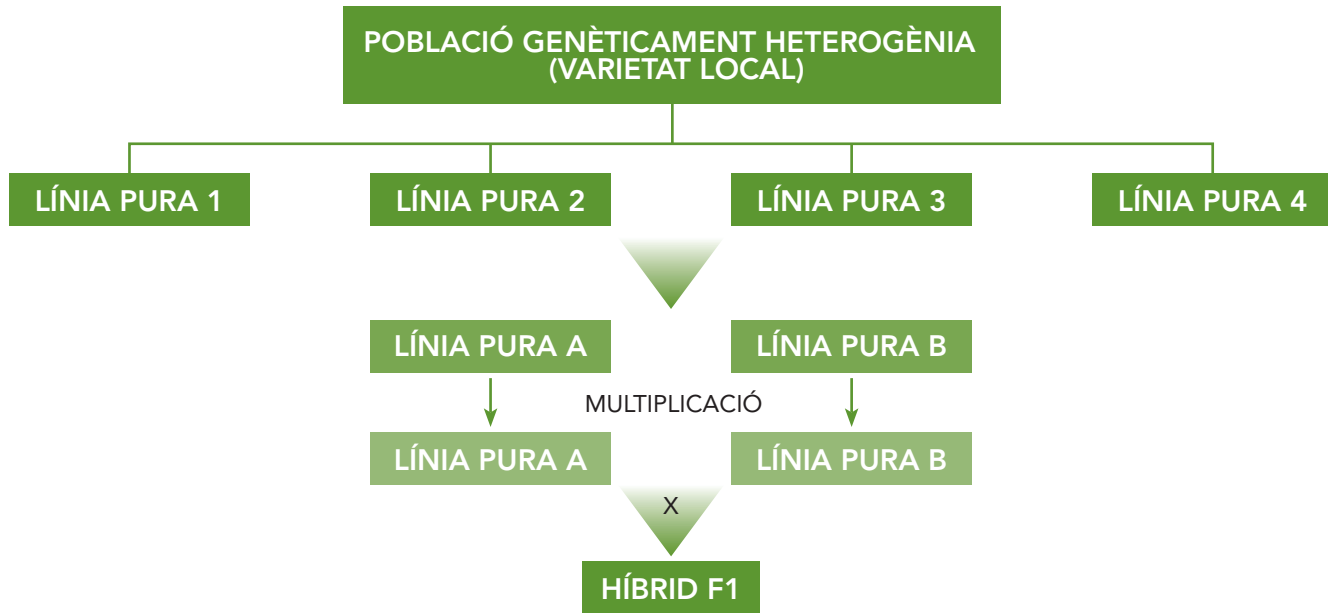 POBLACIÓ GENÈTICAMENT HETEROGÈNIA
(VARIETAT LOCAL)
LÍNIA PURA 1
LÍNIA PURA 2
LÍNIA PURA 3
LÍNIA PURA 4
LÍNIA PURA A
LÍNIA PURA B
MULTIPLICACIÓ
LÍNIA PURA A
LÍNIA PURA B
X
HÍBRID F1